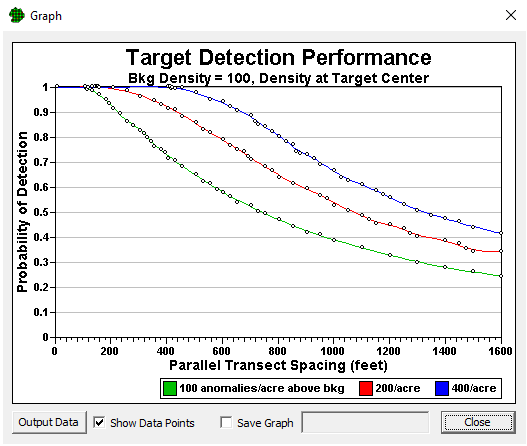 Graph
Target Detection Performance
Bkg Density = 100, Density at Target Center
Probability of Detection
1
0.9
0.8
0.7
0.6
0.5
0.4
0.3
0.2
0.1
0
0 200 400 600 800 1000 1200 1400 1600
Parallel Transect Spacing (feet)
100 anomalies/acre above bkg 200/acre 400/acre
Output Data Show Data Points Save Graph Close